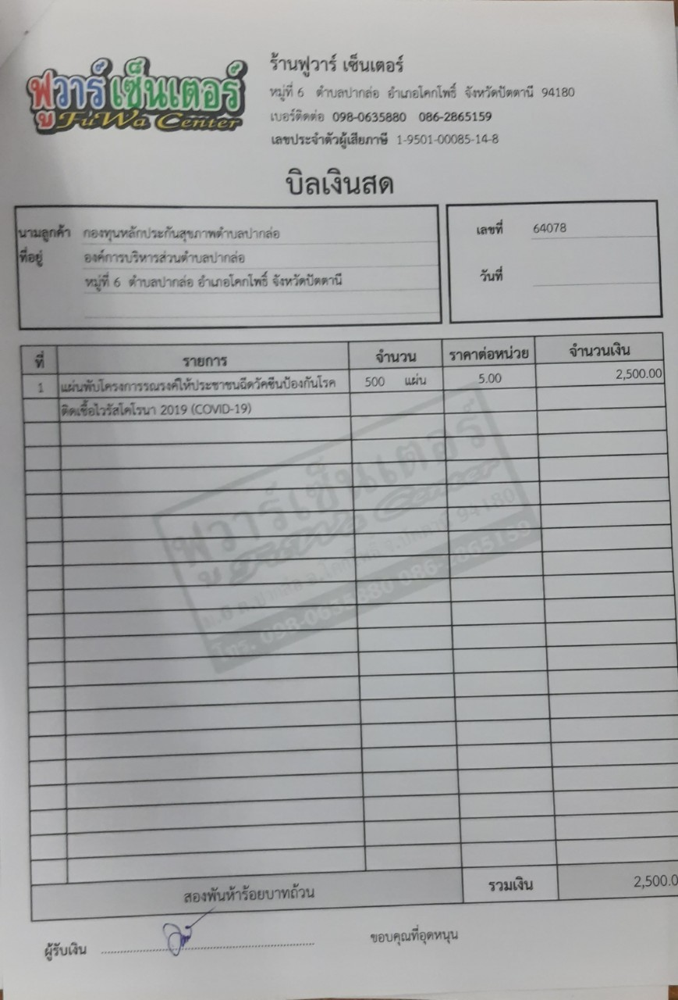 ฟูวาร์ เซ็นเตอร์
FuWa Center
ร้านฟูวาร์ เซ็นเตอร์
หมู่ที่ 6 ตำบลปากล่อ อำเภอโคกโพธิ์ จังหวัดปัตตานี 94180
เบอร์ติดต่อ 098-0635880 086-2865159
เลขประจำตัวผู้เสียภาษี 1-9501-00085-14-8
บิลเงินสด
นามลูกค้า กองทุนหลักประกันสุขภาพตำบลปากล่อ
ที่อยู่ องค์การบริหารส่วนตำบลปากล่อ
หมู่ที่ 6 ตำบลปากล่อ อำเภอโคกโพธิ์ จังหวัดปัตตานี
เลขที่ 64078
วันที่
ที่ รายการ จำนวน ราคาต่อหน่วย จำนวนเงิน
1 แผ่นพับโครงการรณรงค์ให้ประชาชนฉีดวัคซีนป้องกันโรค 500 แผ่น 5.00 2,500.00
ติดเชื้อไวรัสโคโรนา 2019 (COVID-19)
ฟูวาร์ เซ็นเตอร์
FuWa Center
ม.6 ต.ปากล่อ อ.โคกโพธิ์ จ.ปัตตานี 94180
โทร. 098-0635880 086-2865159
สองพันห้าร้อยบาทถ้วน รวมเงิน 2,500.0
ผู้รับเงิน
ขอบคุณที่อุดหนุน